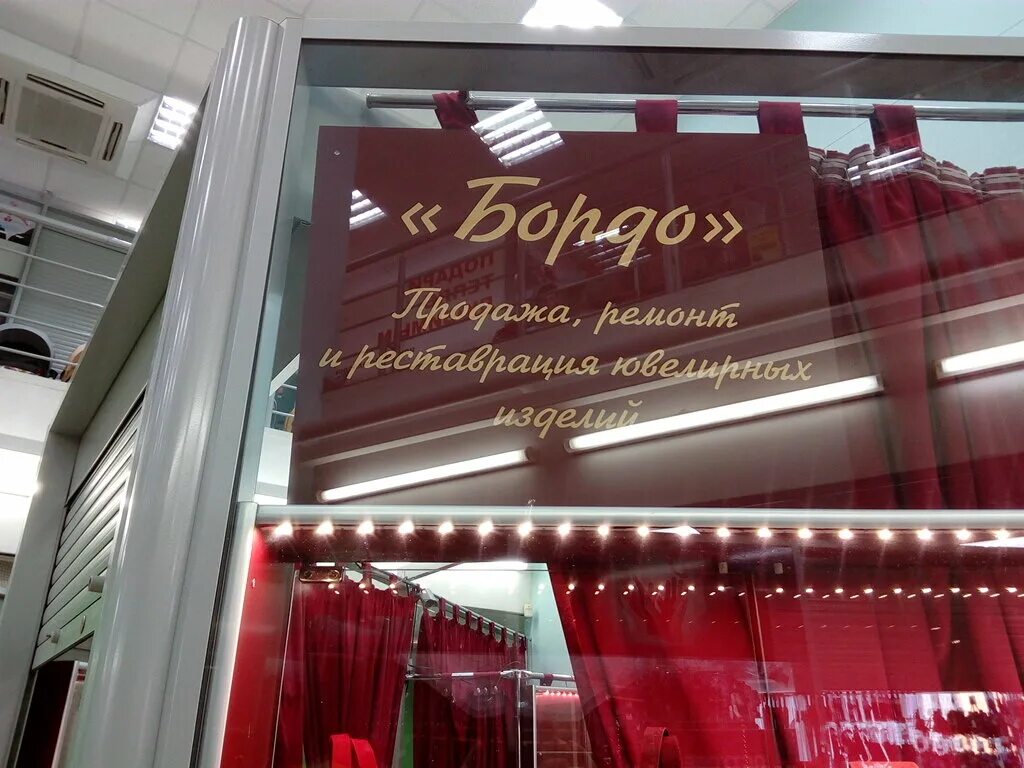 «Бордо»
Продажа, ремонт
и реставрация ювелирных
изделий